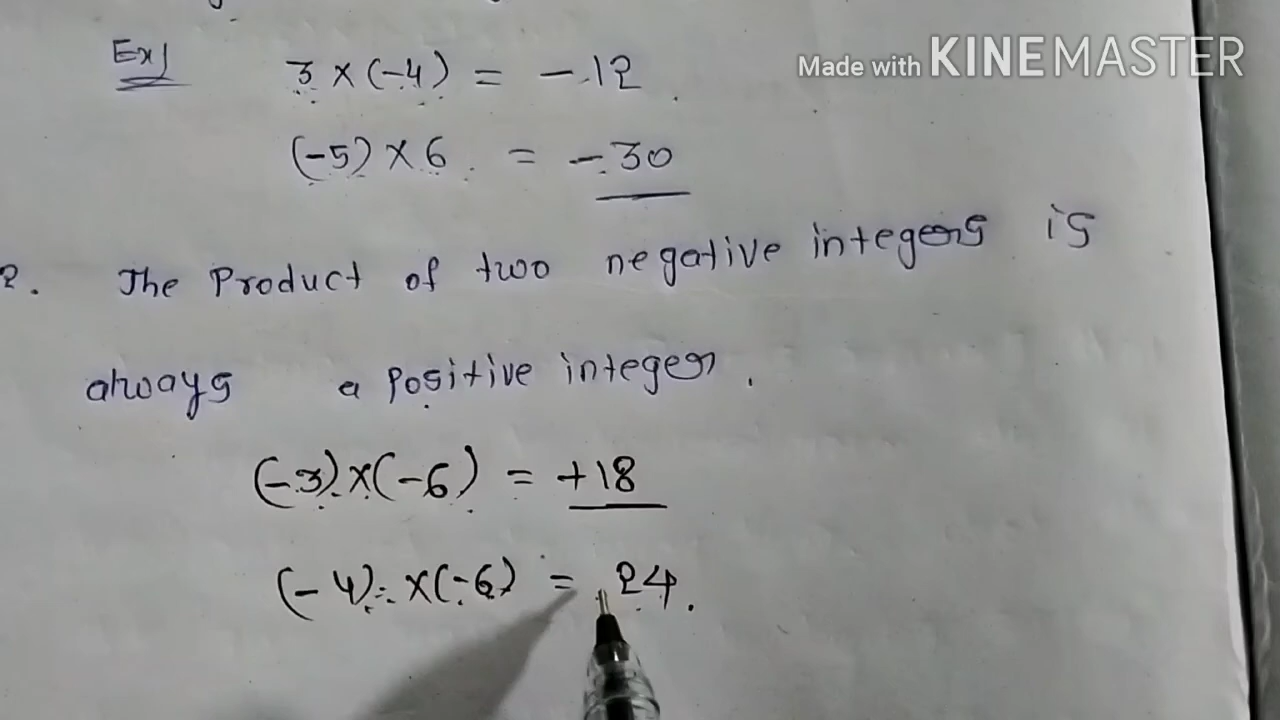 Ex)
3 × (-4) = -12
Made with KINEMASTER
(-5) × 6 = -30
2. The Product of two negative integers is
always a positive integer.
(-3) × (-6) = +18
(-4) × (-6) = 24.